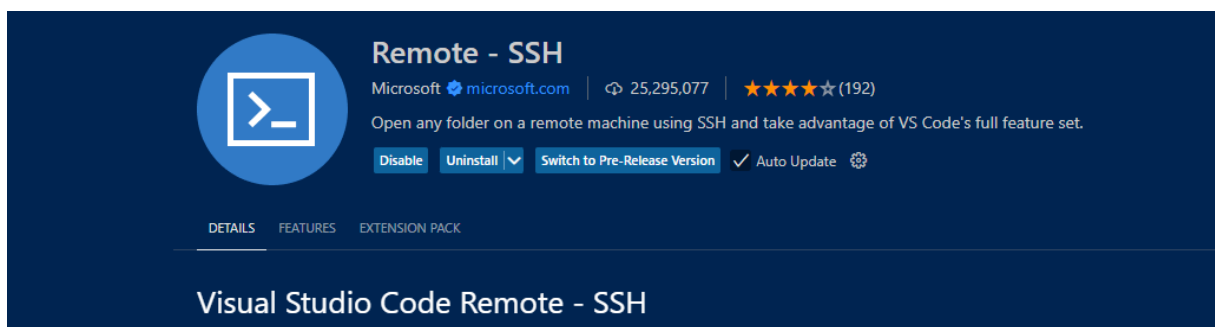 Remote - SSH
Microsoft microsoft.com 25,295,077 (192)
Open any folder on a remote machine using SSH and take advantage of VS Code's full feature set.
Disable Uninstall Switch to Pre-Release Version Auto Update
DETAILS FEATURES EXTENSION PACK
Visual Studio Code Remote - SSH